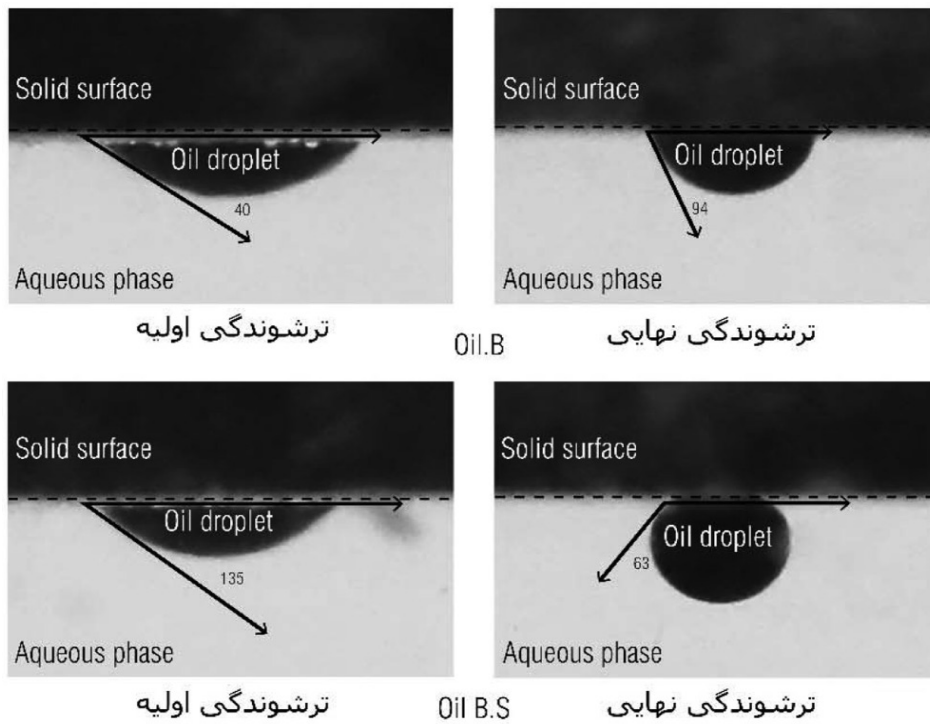 Solid surface
Oil droplet
40
Aqueous phase
ترشوندگی اولیه
Solid surface
Oil droplet
94
Aqueous phase
ترشوندگی نهایی
Oil.B
Solid surface
Oil droplet
135
Aqueous phase
ترشوندگی اولیه
Solid surface
Oil droplet
63
Aqueous phase
ترشوندگی نهایی
Oil B.S